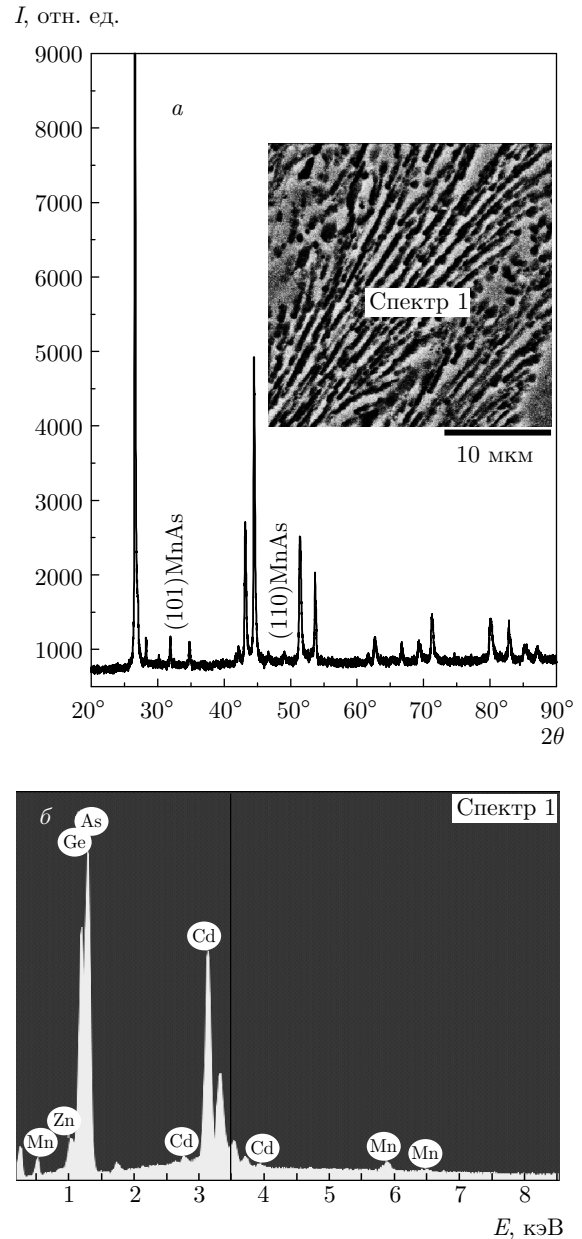 I, отн. ед.
9000
а
8000
7000
6000
Спектр 1
5000
4000
10 мкм
3000
(101)MnAs
(110)MnAs
2000
1000
20° 30° 40° 50° 60° 70° 80° 90°
2θ
б
Спектр 1
As
Ge
Cd
Zn
Mn
Cd
Cd
Mn
Mn
1 2 3 4 5 6 7 8
E, кэВ